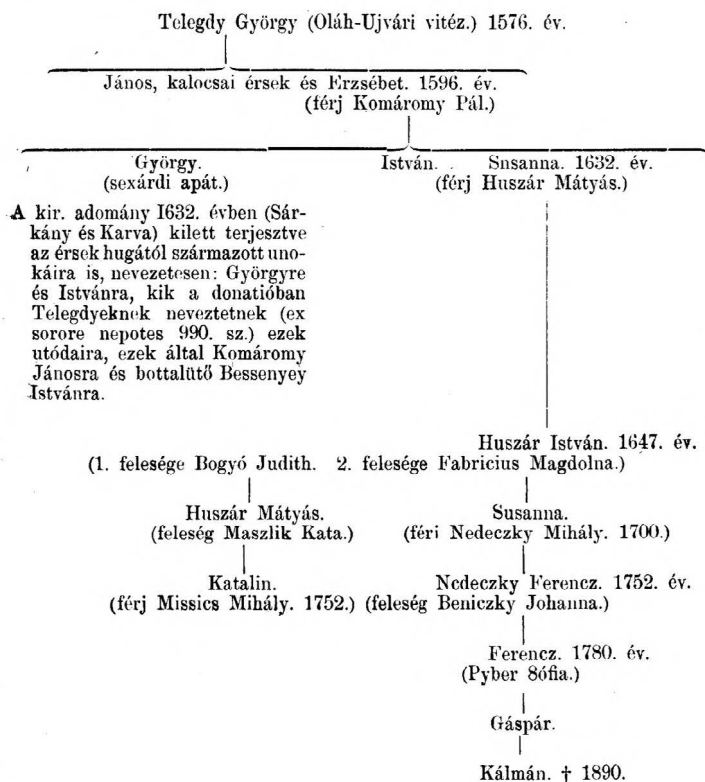 Telegdy György (Oláh-Ujvári vitéz.) 1576. év.
János, kalocsai érsek és Erzsébet. 1596. év.
(férj Komáromy Pál.)
György. István. Susanna. 1632. év.
(sexárdi apát.) (férj Huszár Mátyás.)
A kir. adomány I632. évben (Sár-
kány és Karva) kilett terjesztve
az érsek hugától származott uno-
káira is, nevezetesen: Györgyre
és Istvánra, kik a donatióban
Telegdyeknek neveztetnek (ex
sorore nepotes 990. sz.) ezek
utódaira, ezek által Komáromy
Jánosra és bottalütő Bessenyey
Istvánra.
Huszár István. 1647. év.
(1. felesége Bogyó Judith. 2. felesége Fabricius Magdolna.)
Huszár Mátyás. Susanna.
(feleség Maszlik Kata.) (féri Nedeczky Mihály. 1700.)
Katalin. Nedeczky Ferencz. 1752. év.
(férj Missics Mihály. 1752.) (feleség Beniczky Johanna.)
Ferencz. 1780. év.
(Pyber 8ófia.)
Gáspár.
Kálmán. † 1890.